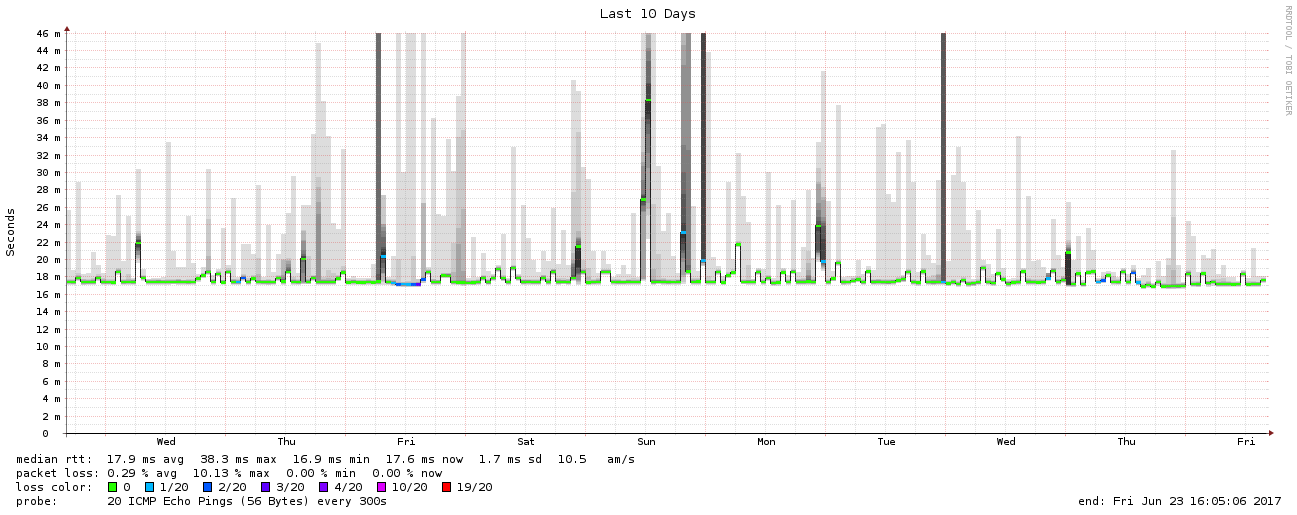 Last 10 Days
RRDTOOL / TOBI OETIKER
Seconds
46 m
44 m
42 m
40 m
38 m
36 m
34 m
32 m
30 m
28 m
26 m
24 m
22 m
20 m
18 m
16 m
14 m
12 m
10 m
8 m
6 m
4 m
2 m
0
Wed Thu Fri Sat Sun Mon Tue Wed Thu Fri
median rtt: 17.9 ms avg 38.3 ms max 16.9 ms min 17.6 ms now 1.7 ms sd 10.5 am/s
packet loss: 0.29 % avg 10.13 % max 0.00 % min 0.00 % now
loss color: 0 1/20 2/20 3/20 4/20 10/20 19/20
probe: 20 ICMP Echo Pings (56 Bytes) every 300s end: Fri Jun 23 16:05:06 2017